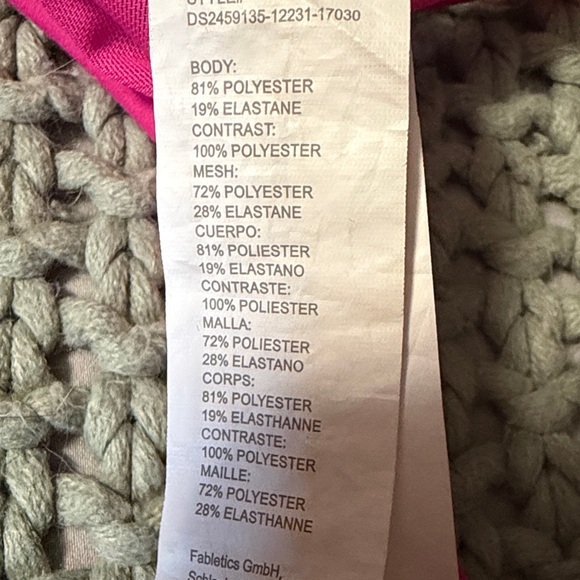 DS2459135-12231-17030
BODY:
81% POLYESTER
19% ELASTANE
CONTRAST:
100% POLYESTER
MESH:
72% POLYESTER
28% ELASTANE
CUERPO:
81% POLIESTER
19% ELASTANO
CONTRASTE:
100% POLIESTER
MALLA:
72% POLIESTER
28% ELASTANO
CORPS:
81% POLYESTER
19% ELASTHANNE
CONTRASTE:
100% POLYESTER
MAILLE:
72% POLYESTER
28% ELASTHANNE
Fabletics GmbH,